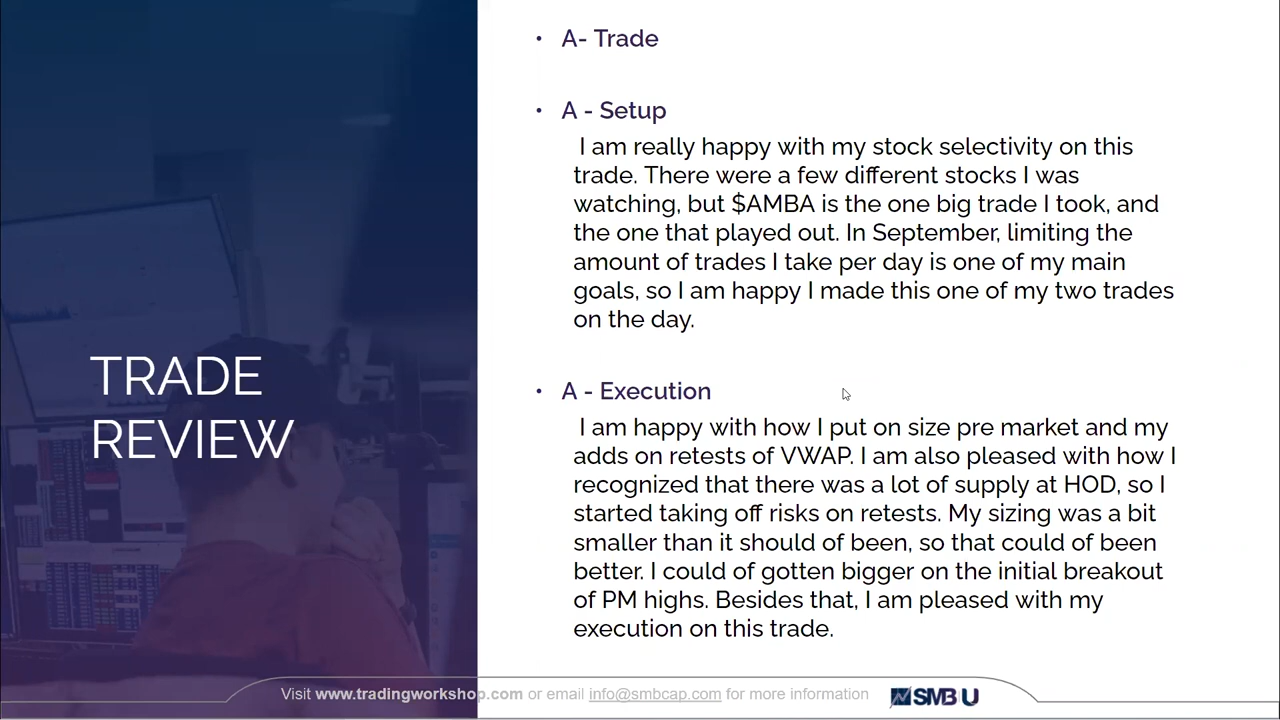 • A- Trade
• A - Setup
I am really happy with my stock selectivity on this
trade. There were a few different stocks I was
watching, but $AMBA is the one big trade I took, and
the one that played out. In September, limiting the
amount of trades I take per day is one of my main
goals, so I am happy I made this one of my two trades
on the day.
TRADE
REVIEW
• A - Execution
I am happy with how I put on size pre market and my
adds on retests of VWAP. I am also pleased with how I
recognized that there was a lot of supply at HOD, so I
started taking off risks on retests. My sizing was a bit
smaller than it should of been, so that could of been
better. I could of gotten bigger on the initial breakout
of PM highs. Besides that, I am pleased with my
execution on this trade.
Visit www.tradingworkshop.com or email info@smbcap.com for more information
SMB U